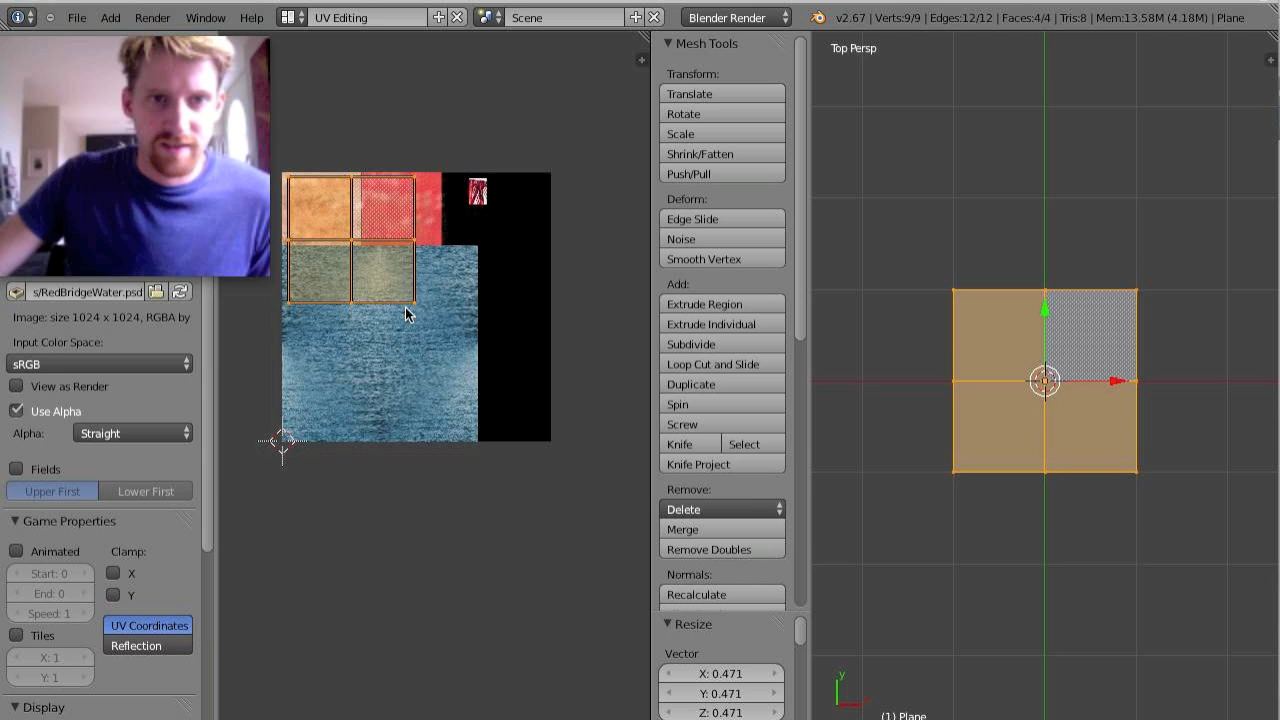 File Add Render Window Help UV Editing Scene Blender Render v2.67 | Verts:9/9 | Edges:12/12 | Faces:4/4 | Tris:8 | Mem:13.58M (4.18M) | Plane
s/RedBridgeWater.psd
Image: size 1024 x 1024, RGBA by
Input Color Space:
sRGB
View as Render
Use Alpha
Alpha: Straight
Fields
Upper First Lower First
Game Properties
Animated Clamp:
Start: 0 X
End: 0 Y
Speed: 1
UV Coordinates
Tiles Reflection
X: 1
Y: 1
Display
Mesh Tools
Transform:
Translate
Rotate
Scale
Shrink/Fatten
Push/Pull
Deform:
Edge Slide
Noise
Smooth Vertex
Add:
Extrude Region
Extrude Individual
Subdivide
Loop Cut and Slide
Duplicate
Spin
Screw
Knife Select
Knife Project
Remove:
Delete
Merge
Remove Doubles
Normals:
Recalculate
Resize
Vector
X: 0.471
Y: 0.471
Z: 0.471
Top Persp
y
(1) Plane